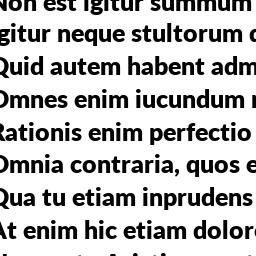 Non est igitur summum
igitur neque stultorum
Quid autem habent adm
Omnes enim iucundum
Rationis enim perfectio
Omnia contraria, quos e
Qua tu etiam inprudens
At enim hic etiam dolore